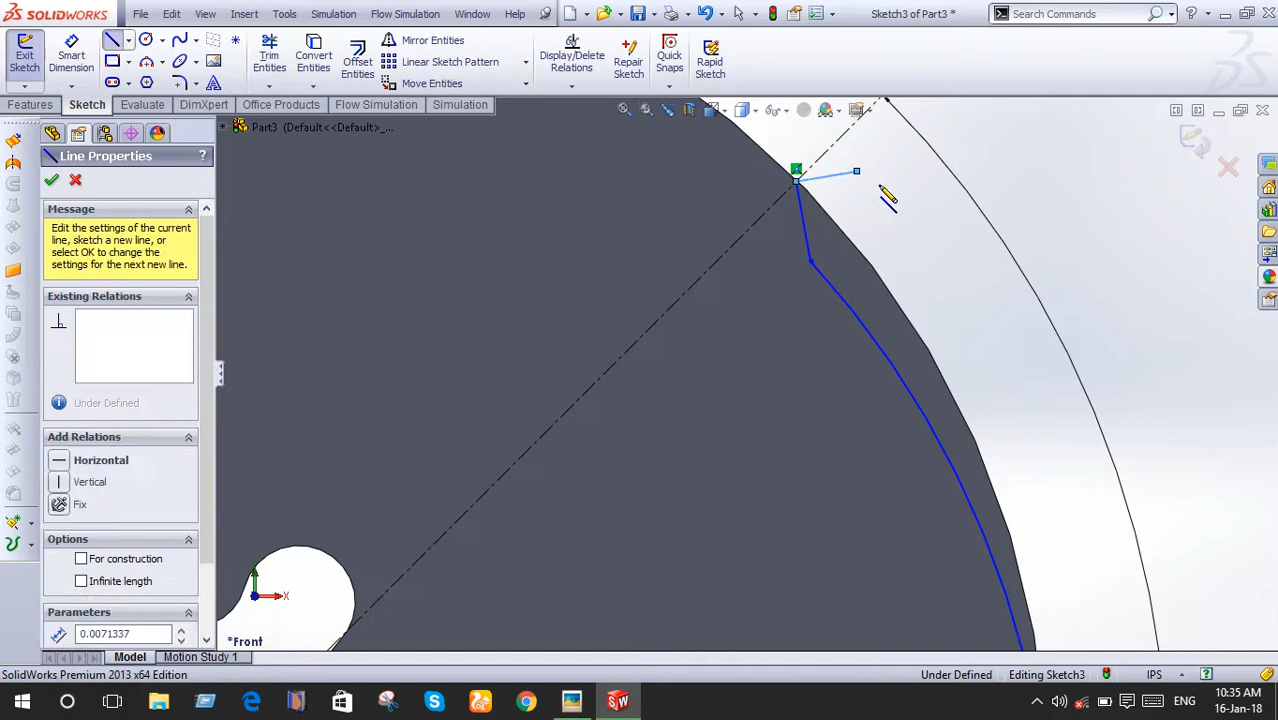 SOLIDWORKS File Edit View Insert Tools Simulation Flow Simulation Window Help Sketch3 of Part3 * Search Commands ?
Exit Sketch Smart Dimension Trim Entities Convert Entities Offset Entities Mirror Entities Linear Sketch Pattern Move Entities Display/Delete Relations Repair Sketch Quick Snaps Rapid Sketch
Features Sketch Evaluate DimXpert Office Products Flow Simulation Simulation
Part3 (Default<<Default>_...
Line Properties ?
Message
Edit the settings of the current
line, sketch a new line, or
select OK to change the
settings for the next new line.
Existing Relations
Under Defined
Add Relations
Horizontal
Vertical
Fix
Options
For construction
Infinite length
Parameters
0.0071337
X
*Front
Model Motion Study 1
SolidWorks Premium 2013 x64 Edition Under Defined Editing Sketch3 IPS ?
ENG 10:35 AM
16-Jan-18